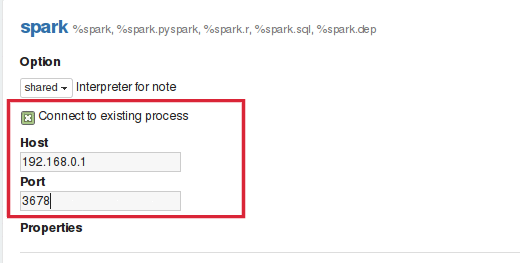 spark %spark, %spark.pyspark, %spark.r, %spark.sql, %spark.dep
Option
shared Interpreter for note
Connect to existing process
Host
192.168.0.1
Port
3678
Properties